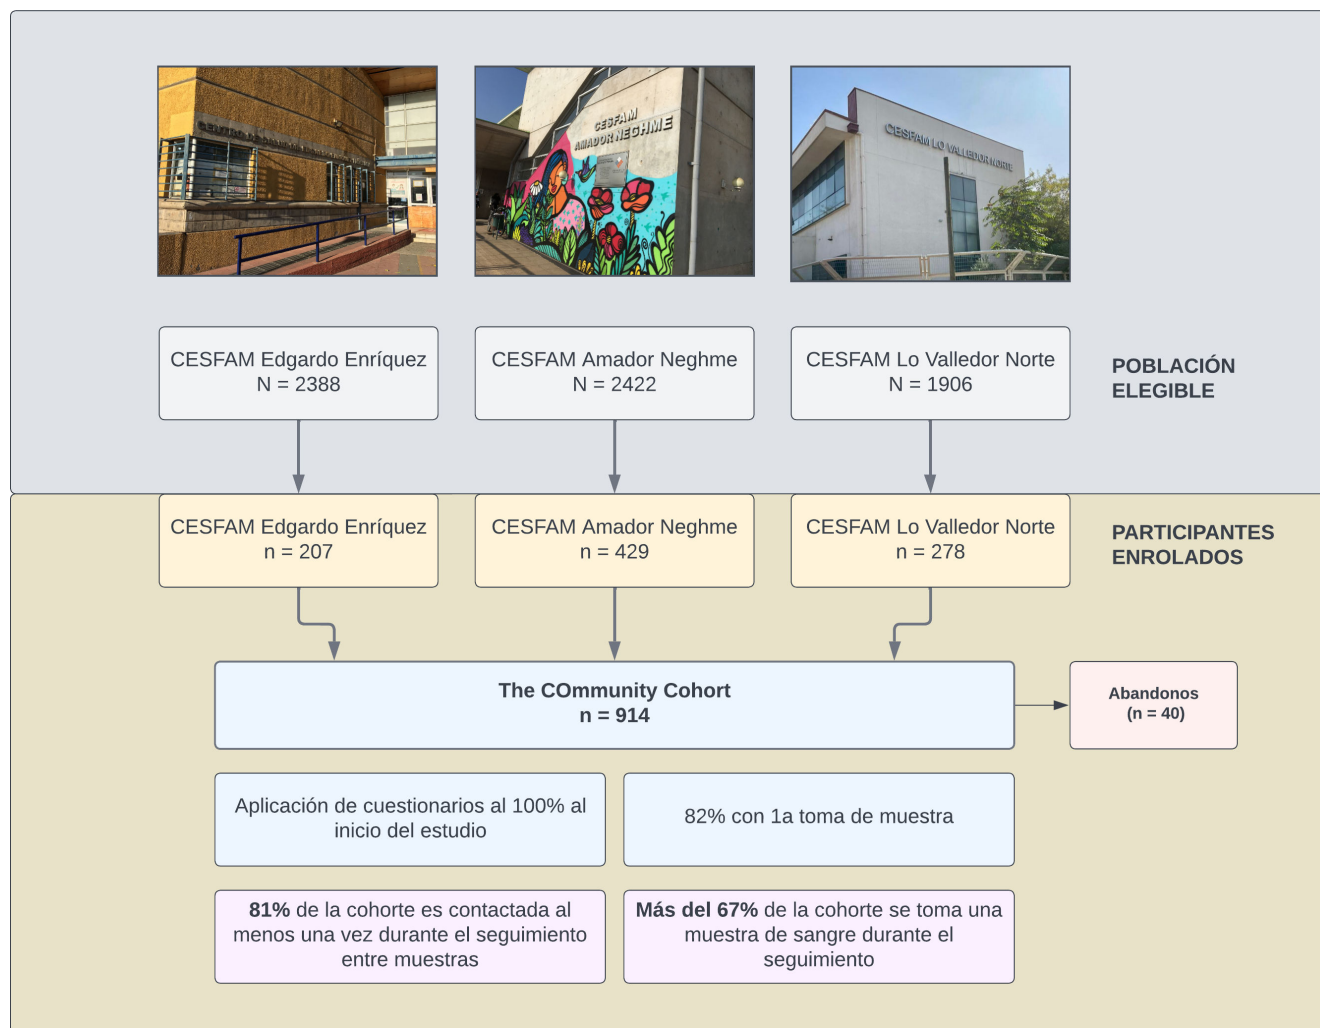 CESFAM
AMADOR NEGHME
CESFAM LO VALLEDOR NORTE
CESFAM Edgardo Enríquez
N = 2388
CESFAM Amador Neghme
N = 2422
CESFAM Lo Valledor Norte
N = 1906
POBLACIÓN
ELEGIBLE
CESFAM Edgardo Enríquez
n = 207
CESFAM Amador Neghme
n = 429
CESFAM Lo Valledor Norte
n = 278
PARTICIPANTES
ENROLADOS
The COmmunity Cohort
n = 914
Abandonos
(n = 40)
Aplicación de cuestionarios al 100% al
inicio del estudio
82% con 1a toma de muestra
81% de la cohorte es contactada al
menos una vez durante el seguimiento
entre muestras
Más del 67% de la cohorte se toma una
muestra de sangre durante el
seguimiento